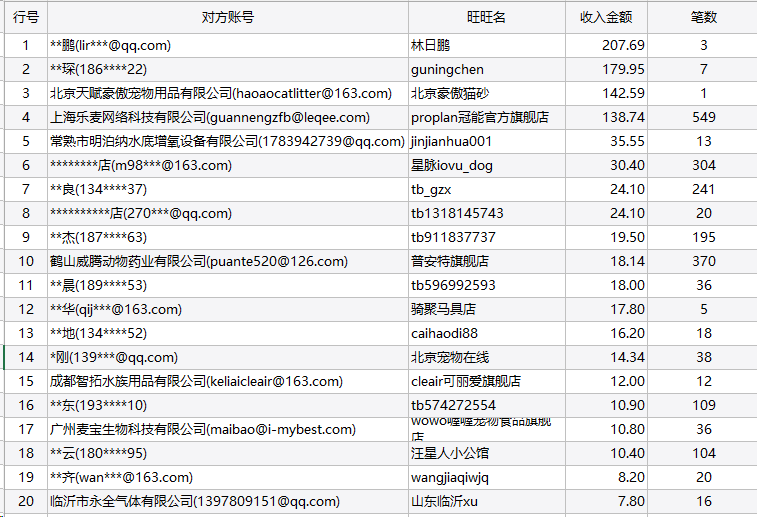 行号 对方账号 旺旺名 收入金额 笔数
1 **鹏(lir***@qq.com) 林日鹏 207.69 3
2 **琛(186****22) guningchen 179.95 7
3 北京天赋豪傲宠物用品有限公司(haoaocatlitter@163.com) 北京豪傲猫砂 142.59 1
4 上海乐麦网络科技有限公司(guannengzfb@leqee.com) proplan冠能官方旗舰店 138.74 549
5 常熟市明泊纳水底增氧设备有限公司(1783942739@qq.com) jinjianhua001 35.55 13
6 ********店(m98***@163.com) 星脉iovu_dog 30.40 304
7 **良(134****37) tb_gzx 24.10 241
8 **********店(270***@qq.com) tb1318145743 24.10 20
9 **杰(187****63) tb911837737 19.50 195
10 鹤山威腾动物药业有限公司(puante520@126.com) 普安特旗舰店 18.14 370
11 **晨(189****53) tb596992593 18.00 36
12 **华(qij***@163.com) 骑聚马具店 17.80 5
13 **地(134****52) caihaodi88 16.20 18
14 *刚(139***@qq.com) 北京宠物在线 14.34 38
15 成都智拓水族用品有限公司(keliaicleair@163.com) cleair可丽爱旗舰店 12.00 12
16 **东(193****10) tb574272554 10.90 109
17 广州麦宝生物科技有限公司(maibao@i-mybest.com) wowo喔喔宠物食品旗舰店 10.80 36
18 **云(180****95) 汪星人小公馆 10.40 104
19 **齐(wan***@163.com) wangjiaqiwjq 8.20 20
20 临沂市永全气体有限公司(1397809151@qq.com) 山东临沂xu 7.80 16